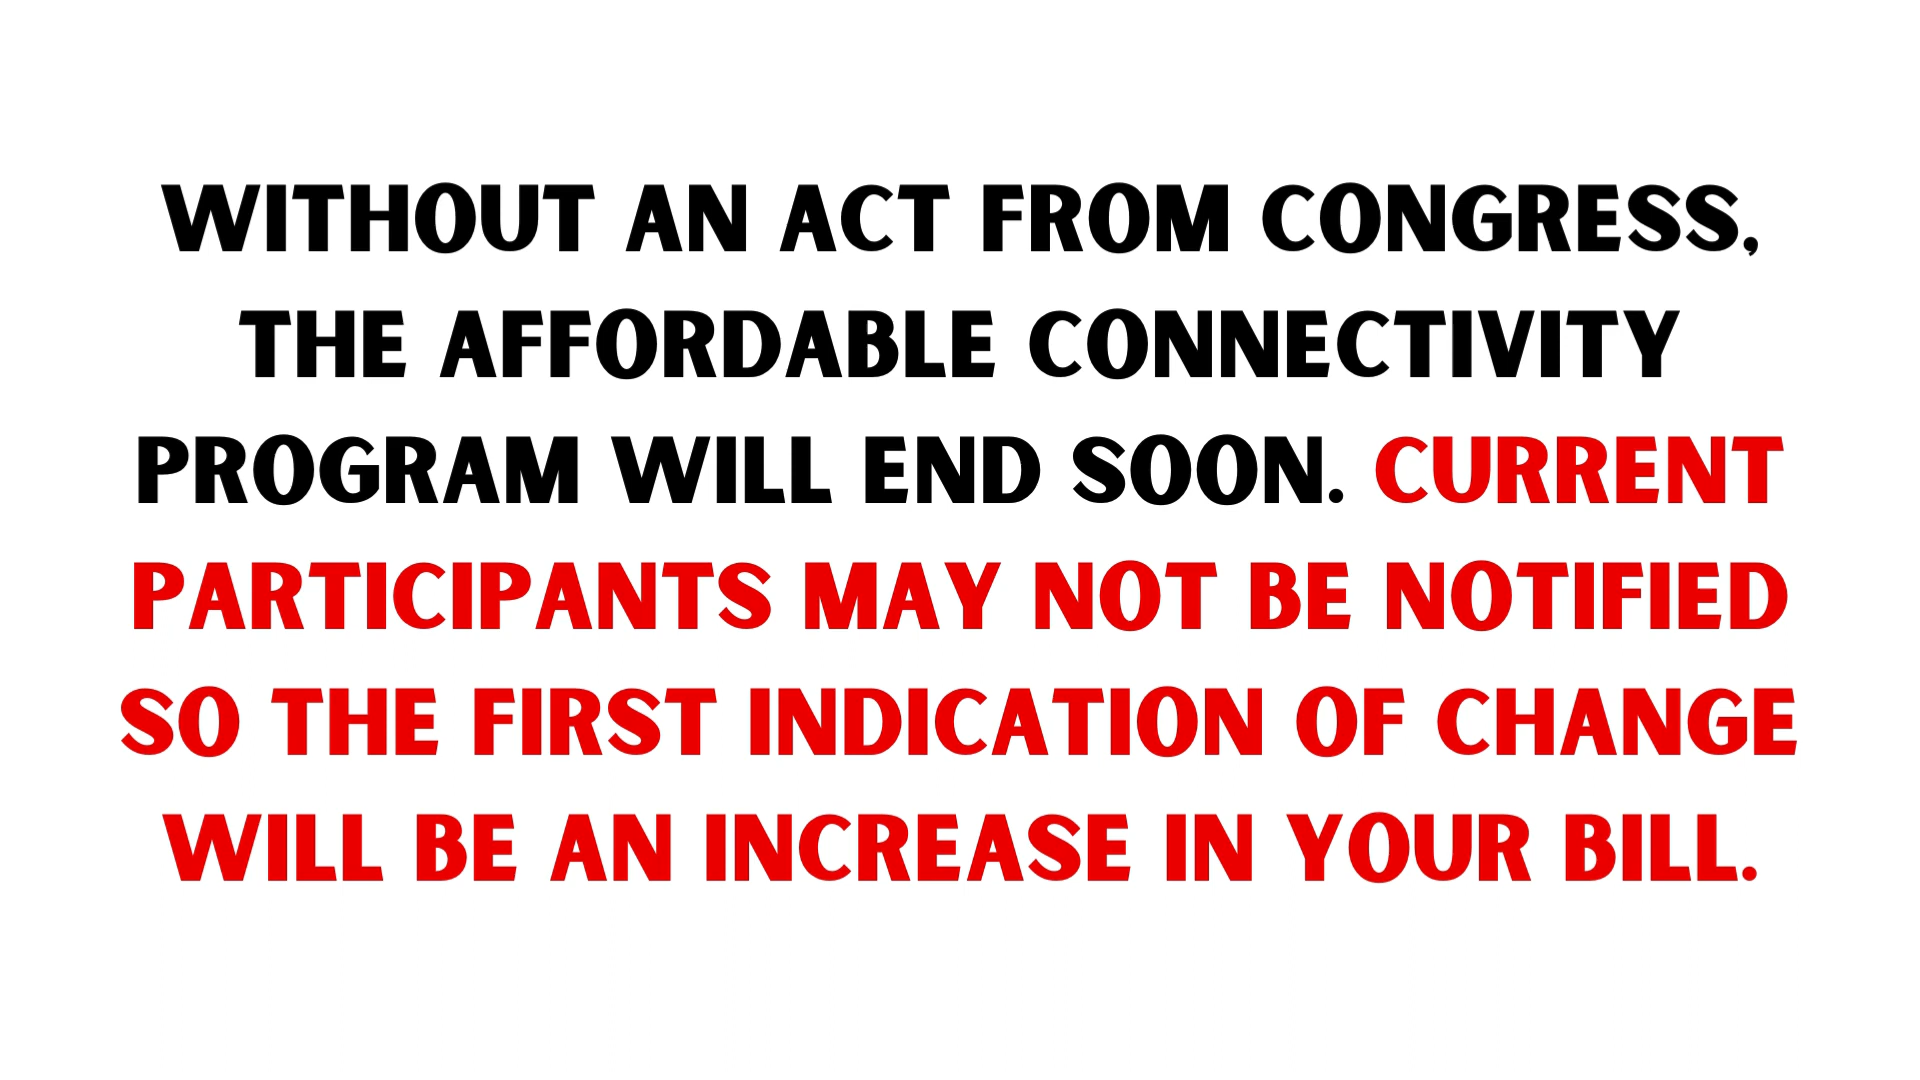 WITHOUT AN ACT FROM CONGRESS,
THE AFFORDABLE CONNECTIVITY
PROGRAM WILL END SOON. CURRENT
PARTICIPANTS MAY NOT BE NOTIFIED
SO THE FIRST INDICATION OF CHANGE
WILL BE AN INCREASE IN YOUR BILL.